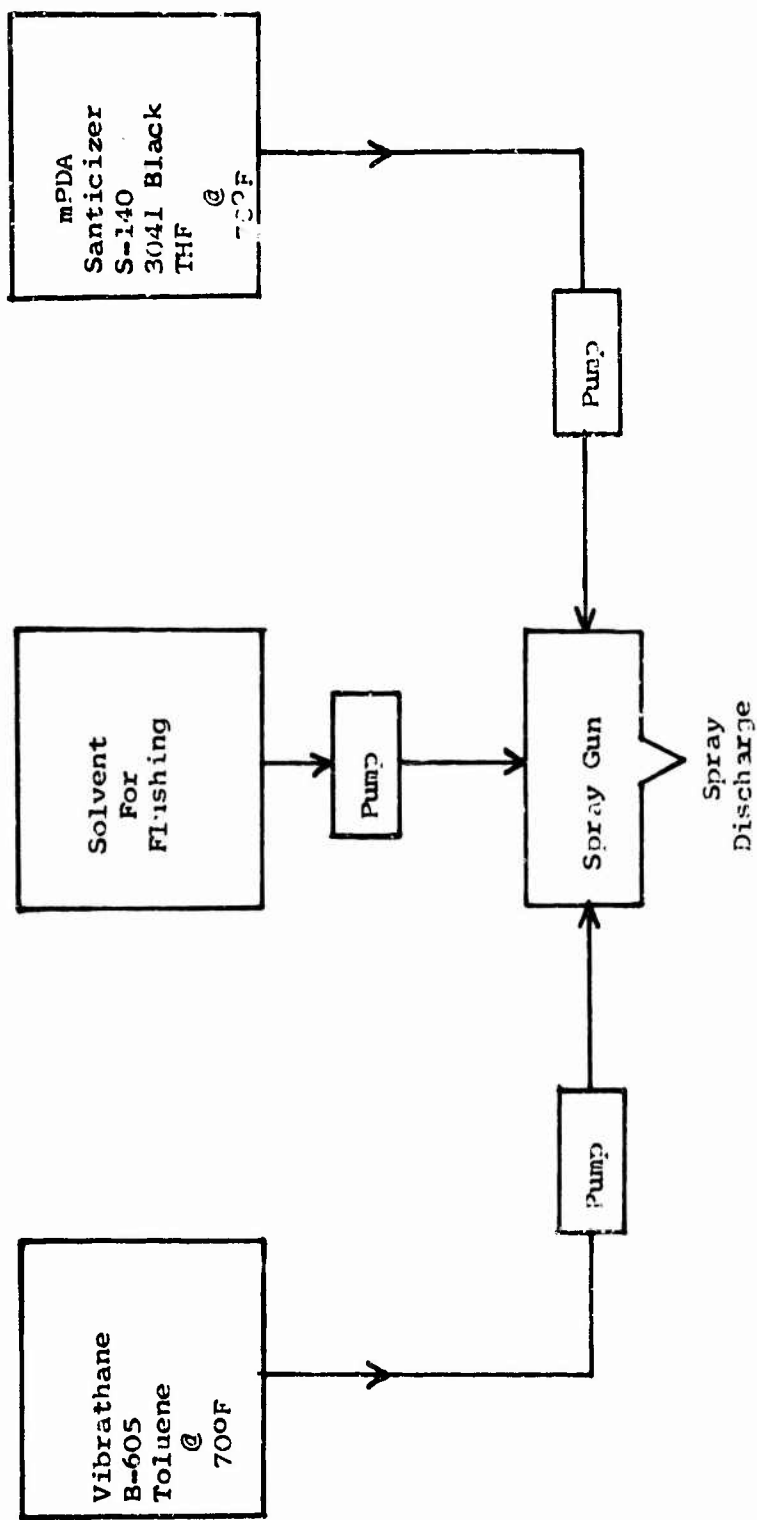 Vibrathane
B-605
Toluene
@
70°F
Solvent
For
Flushing
mPDA
Santicizer
S-140
3041 Black
THF
@
70°F
Pump
Pump
Pump
Spray Gun
Spray
Discharge